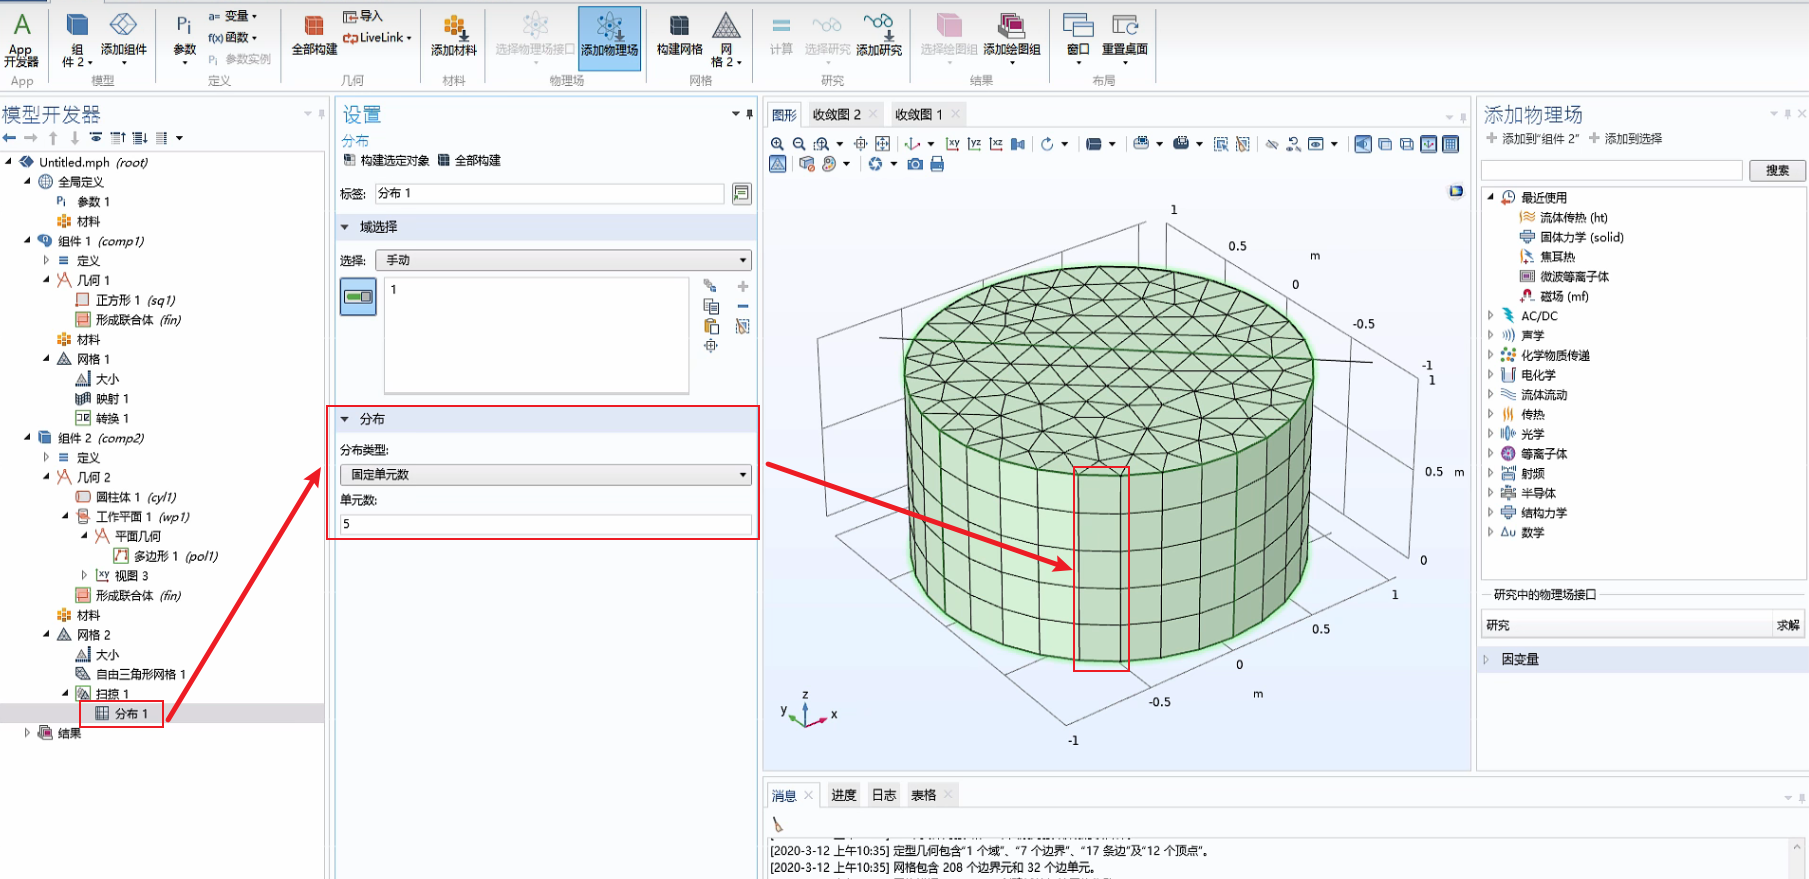 App 开发器
组件 2
添加组件
参数
a= 变量
f(x) 函数
Pi 参数实例
全部构建
导入
LiveLink
添加材料
选择物理场接口
添加物理场
构建网格
网格 2
计算
选择研究
添加研究
选择绘图组
添加绘图组
窗口
重置桌面
App
模型
定义
几何
材料
物理场
网格
研究
结果
布局
模型开发器
Untitled.mph (root)
全局定义
Pi 参数 1
材料
组件 1 (comp1)
定义
几何 1
正方形 1 (sq1)
形成联合体 (fin)
材料
网格 1
大小
映射 1
转换 1
组件 2 (comp2)
定义
几何 2
圆柱体 1 (cyl1)
工作平面 1 (wp1)
平面几何
多边形 1 (pol1)
视图 3
形成联合体 (fin)
材料
网格 2
大小
自由三角形网格 1
扫掠 1
分布 1
结果
设置
分布
构建选定对象 全部构建
标签: 分布 1
域选择
选择: 手动
1
分布
分布类型:
固定单元数
单元数:
5
图形 收敛图 2 收敛图 1
xy yz xz
1
0.5
m
0
-0.5
-1
1
0.5 m
0
1
0.5
0
m
-0.5
-1
z
y x
消息 进度 日志 表格
[2020-3-12 上午10:35] 定型几何包含“1 个域”、“7 个边界”、“17 条边”及“12 个顶点”。
[2020-3-12 上午10:35] 网格包含 208 个边界元和 32 个边单元。
添加物理场
添加到“组件 2” 添加到选择
搜索
最近使用
流体传热 (ht)
固体力学 (solid)
焦耳热
微波等离子体
磁场 (mf)
AC/DC
声学
化学物质传递
电化学
流体流动
传热
光学
等离子体
射频
半导体
结构力学
Δu 数学
研究中的物理场接口
研究 求解
因变量